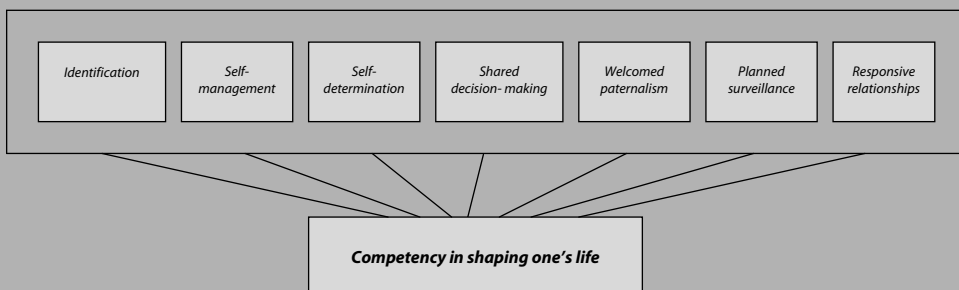 Identification
Self-
management
Self-
determination
Shared
decision- making
Welcomed
paternalism
Planned
surveillance
Responsive
relationships
Competency in shaping one’s life